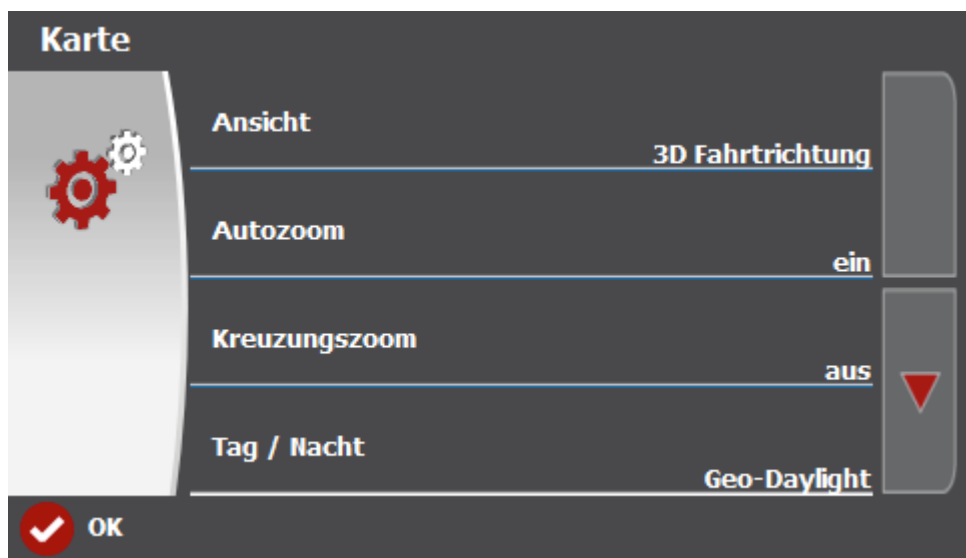 Karte
Ansicht
3D Fahrtrichtung
Autozoom
ein
Kreuzungszoom
aus
Tag / Nacht
Geo-Daylight
OK